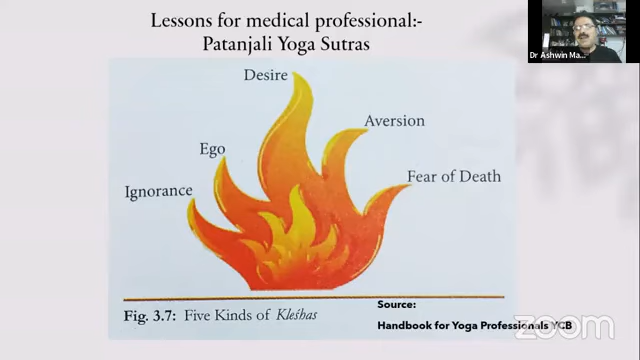 Lessons for medical professional:-
Patanjali Yoga Sutras
Dr Ashwin Ma...
Desire
Aversion
Ego
Fear of Death
Ignorance
Fig. 3.7: Five Kinds of Kleśhas
Source:
Handbook for Yoga Professionals YCB
zoom